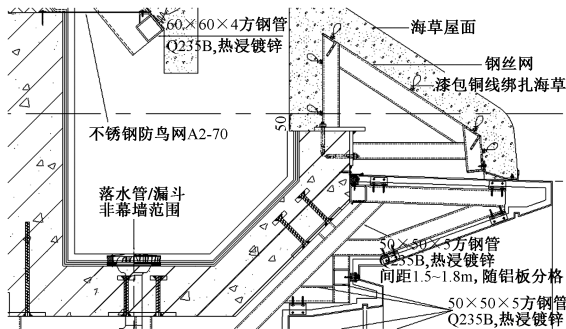 60×60×4方钢管
Q235B,热浸镀锌
海草屋面
钢丝网
漆包铜线绑扎海草
不锈钢防鸟网A2-70
50
落水管/漏斗
非幕墙范围
50×50×5方钢管
Q235B,热浸镀锌
间距1.5~1.8m, 随铝板分格
50×50×5方钢管
Q235B,热浸镀锌